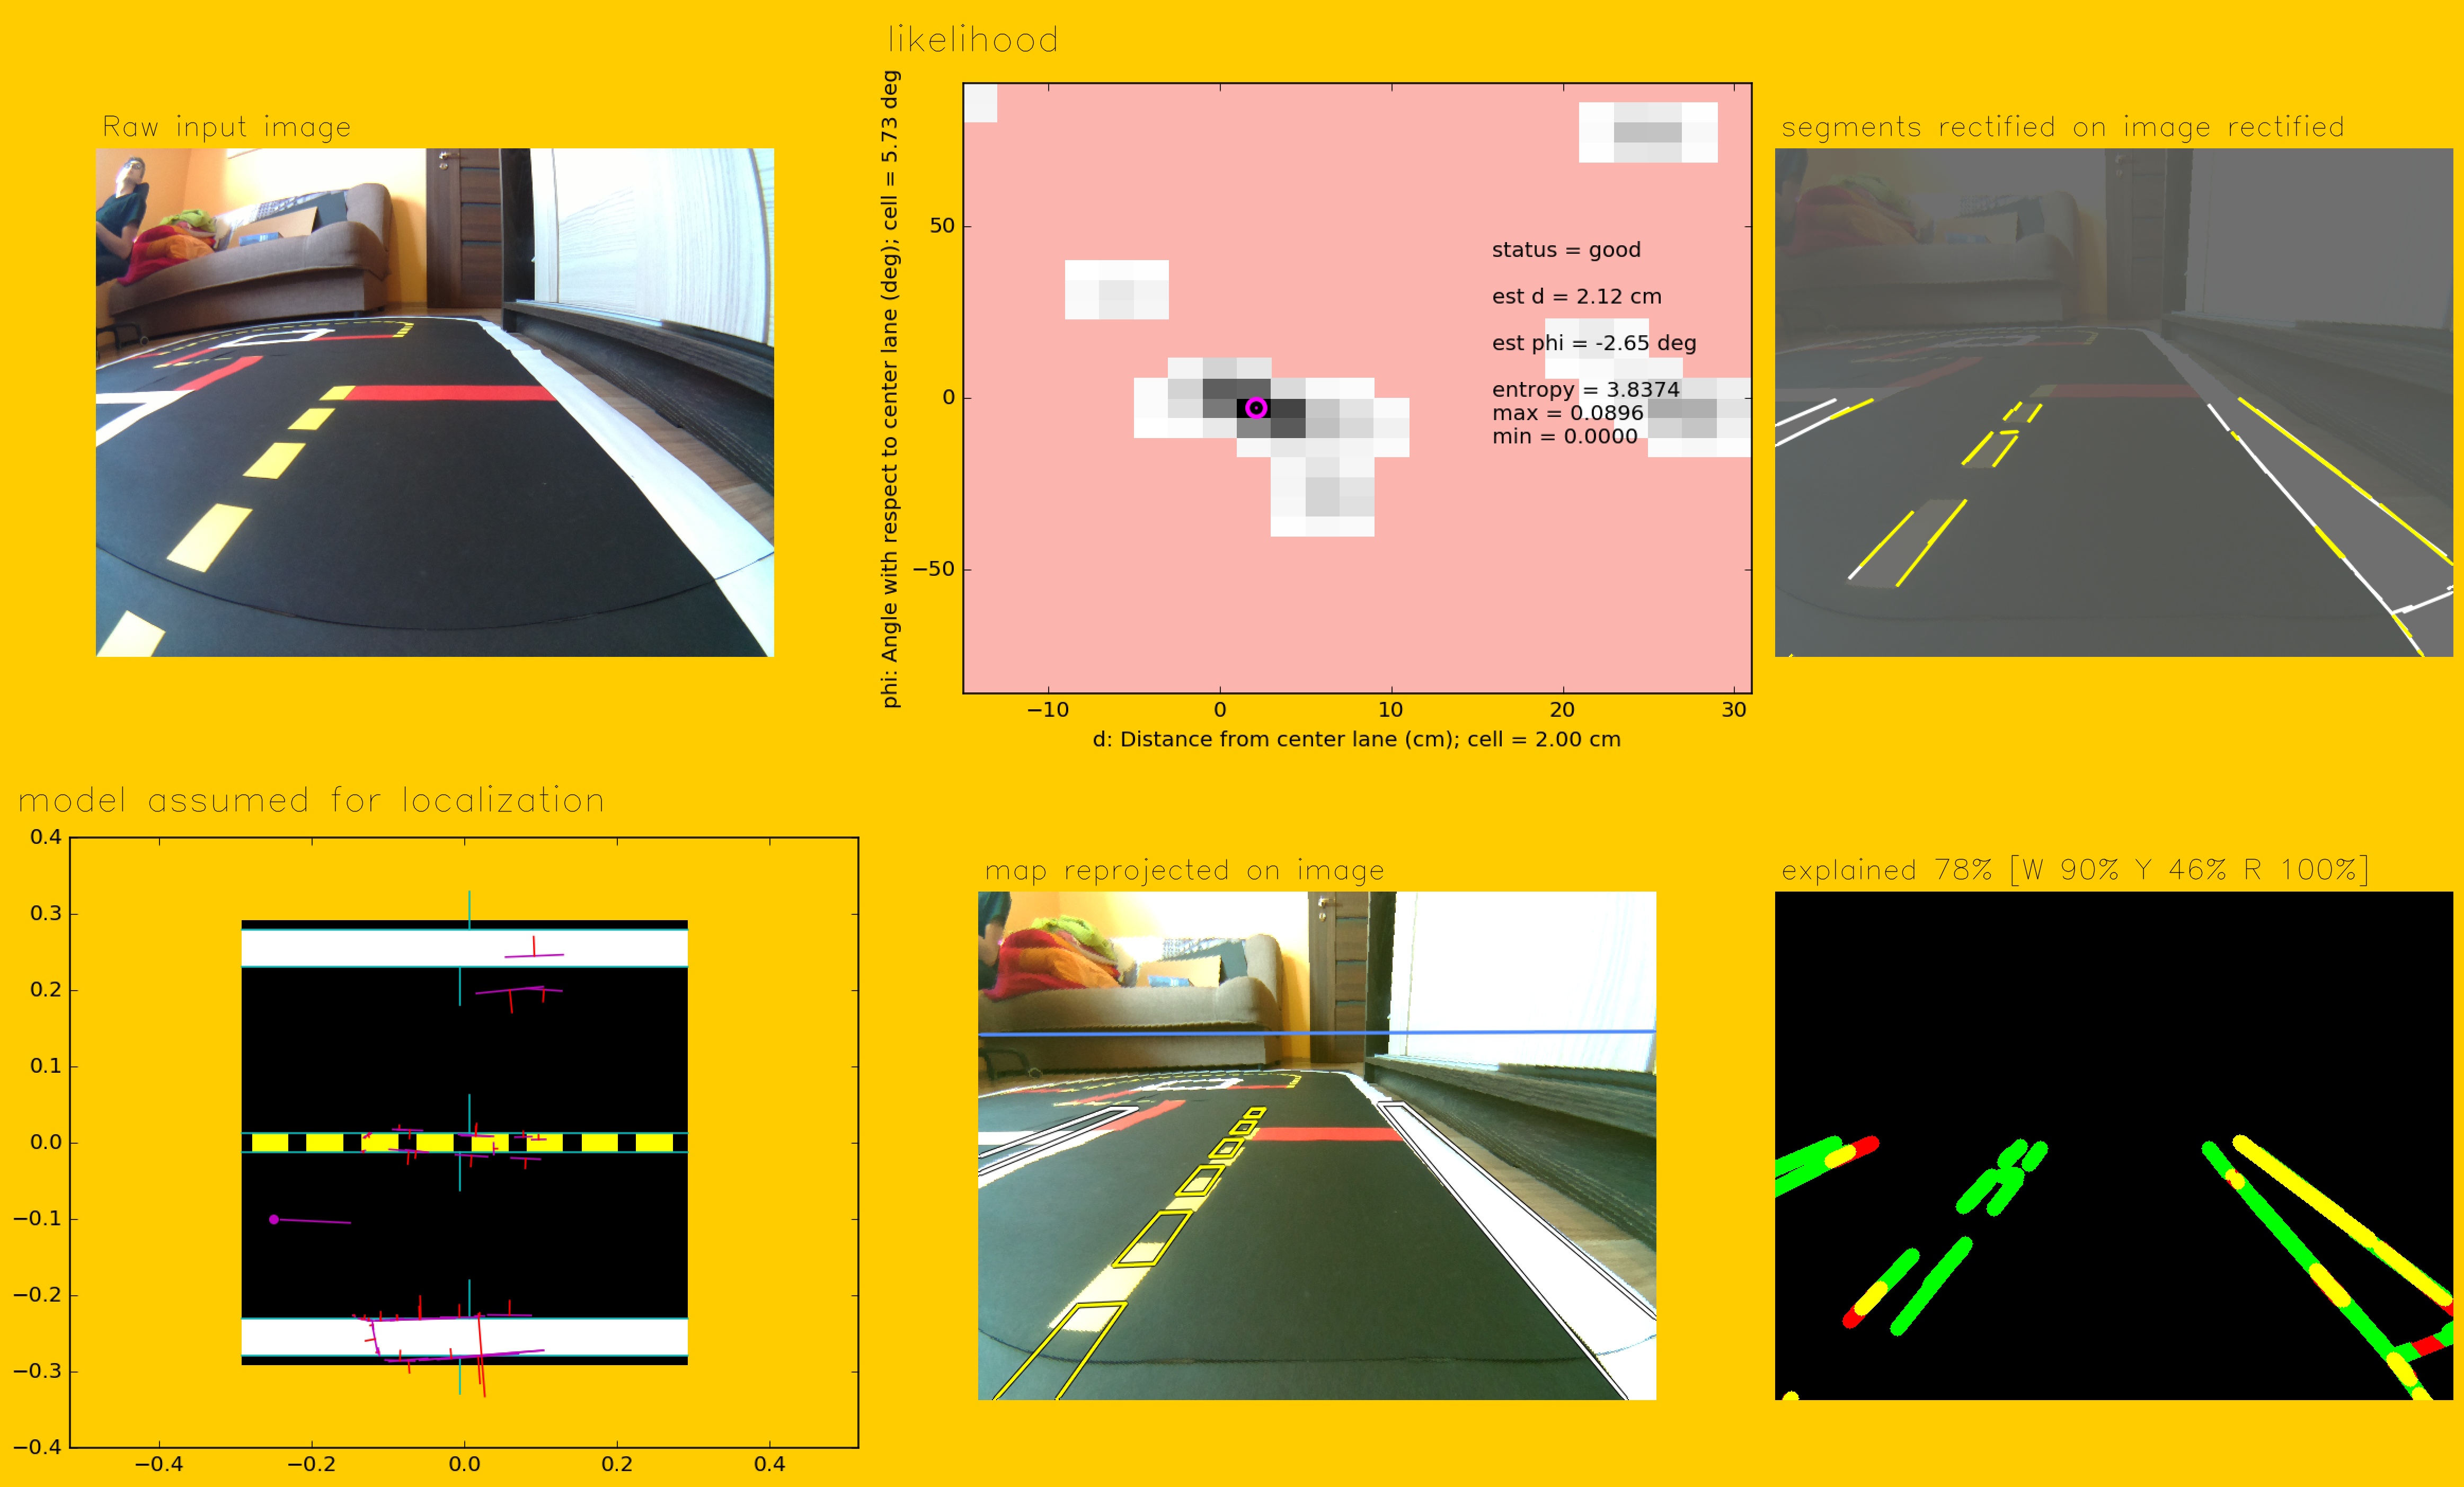 likelihood
Raw input image
segments rectified on image rectified
phi: Angle with respect to center lane (deg); cell = 5.73 deg
50
0
−50
status = good
est d = 2.12 cm
est phi = -2.65 deg
entropy = 3.8374
max = 0.0896
min = 0.0000
−10 0 10 20 30
d: Distance from center lane (cm); cell = 2.00 cm
model assumed for localization
0.4
0.3
0.2
0.1
0.0
−0.1
−0.2
−0.3
−0.4
−0.4 −0.2 0.0 0.2 0.4
map reprojected on image
explained 78% [W 90% Y 46% R 100%]